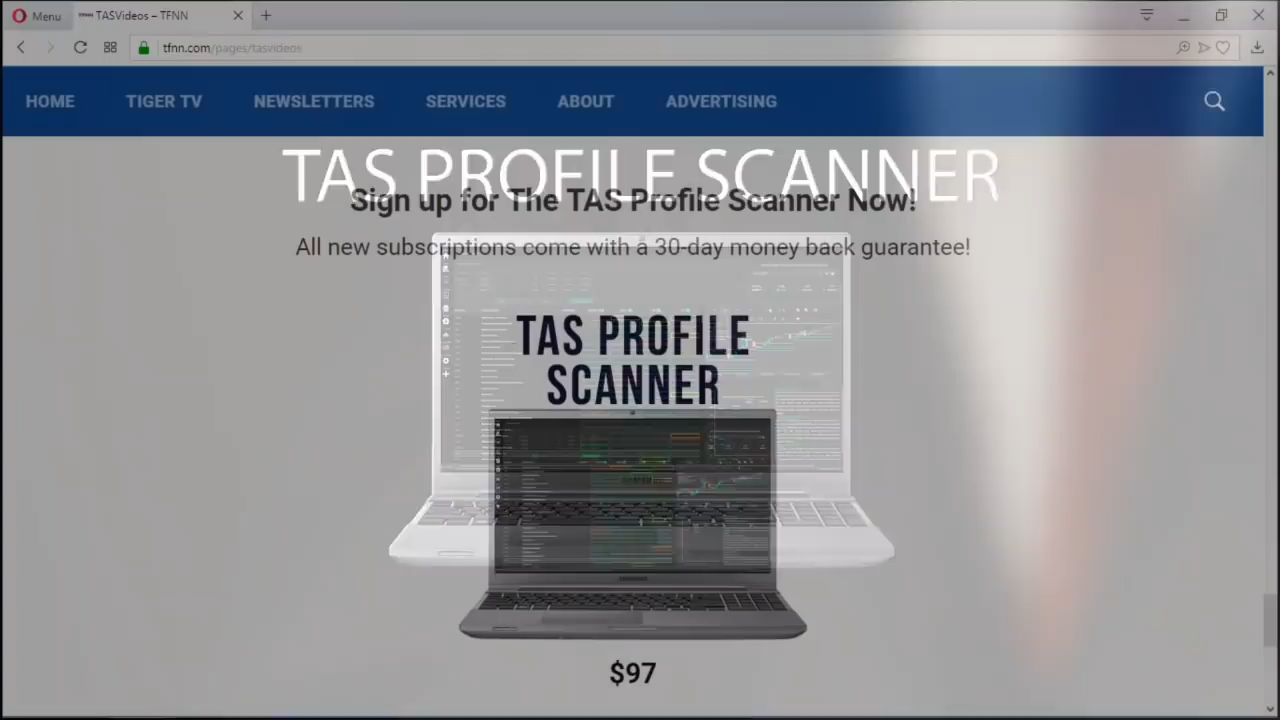 Menu
TASVideos – TFNN
tfnn.com/pages/tasvideos
HOME TIGER TV NEWSLETTERS SERVICES ABOUT ADVERTISING
TAS PROFILE SCANNER
Sign up for The TAS Profile Scanner Now!
All new subscriptions come with a 30-day money back guarantee!
TAS PROFILE
SCANNER
$97